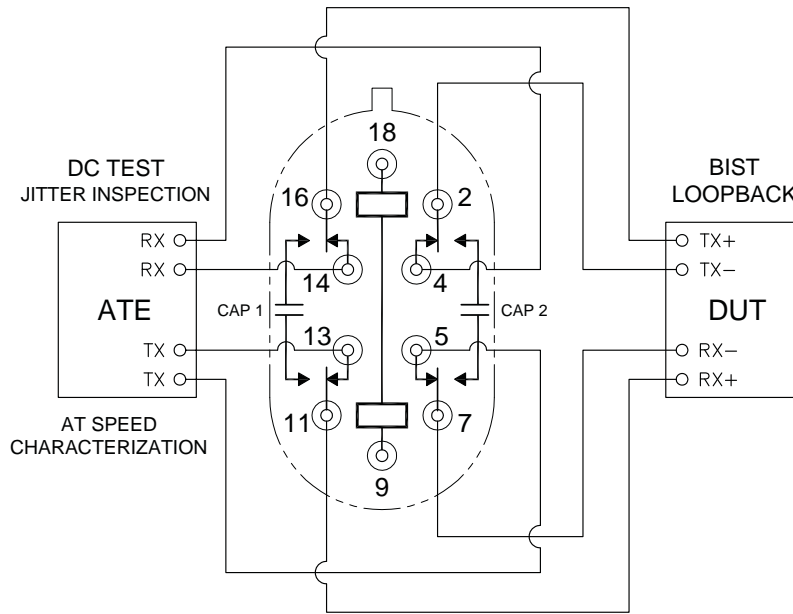 DC TEST
JITTER INSPECTION
RX
RX
ATE
TX
TX
AT SPEED
CHARACTERIZATION
18
16
2
14
4
CAP 1
CAP 2
13
5
11
7
9
BIST
LOOPBACK
TX+
TX-
DUT
RX-
RX+